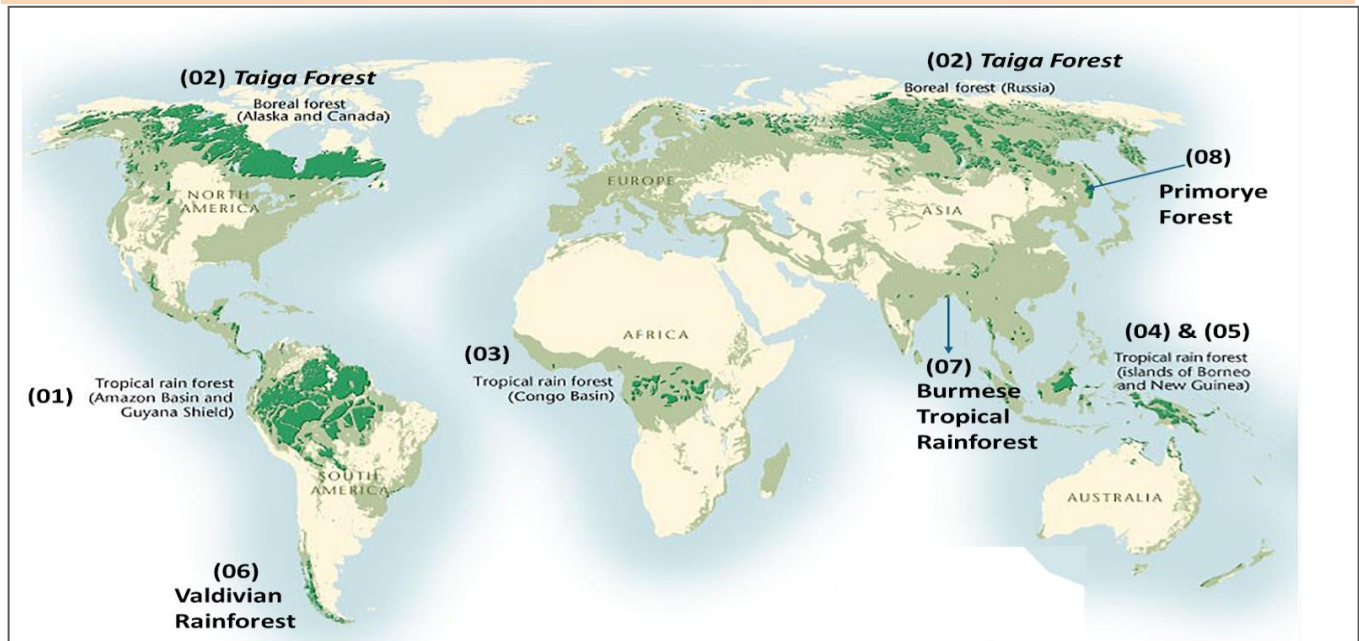 (02) Taiga Forest
Boreal forest
(Alaska and Canada)
(02) Taiga Forest
Boreal forest (Russia)
(08)
Primorye
Forest
NORTH
AMERICA
EUROPE
ASIA
(01)
Tropical rain forest
(Amazon Basin and
Guyana Shield)
(03)
Tropical rain forest
(Congo Basin)
AFRICA
(07)
Burmese
Tropical
Rainforest
(04) & (05)
Tropical rain forest
(islands of Borneo
and New Guinea)
SOUTH
AMERICA
AUSTRALIA
(06)
Valdivian
Rainforest